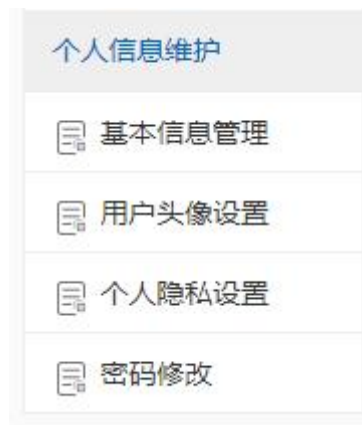 个人信息维护
基本信息管理
用户头像设置
个人隐私设置
密码修改